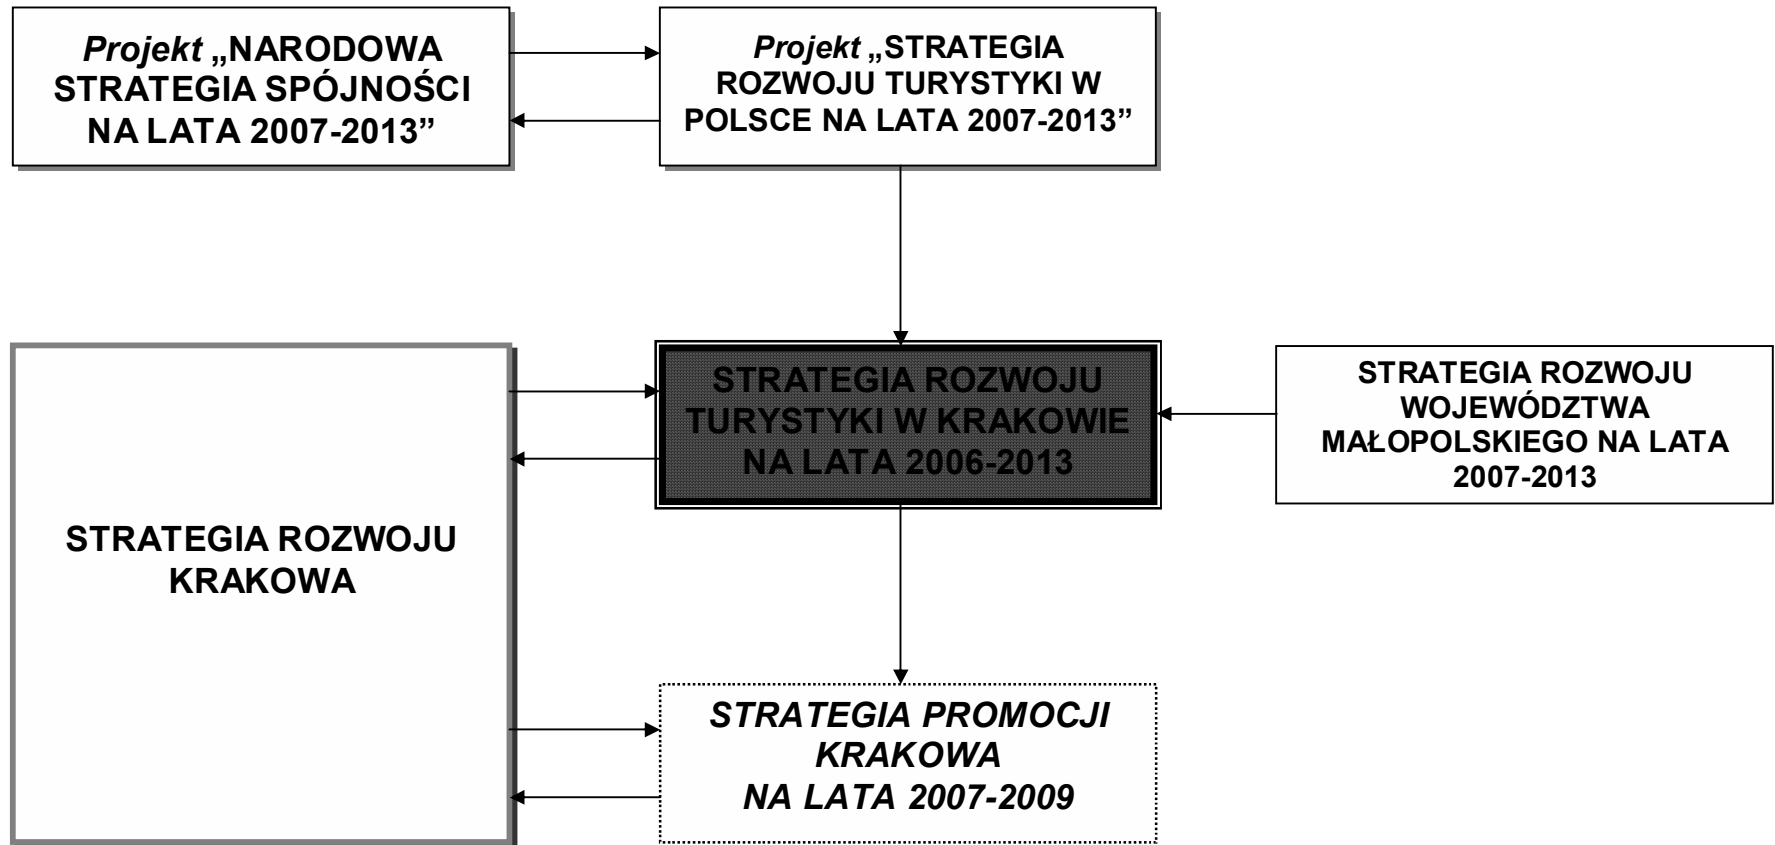 Projekt „NARODOWA
STRATEGIA SPÓJNOŚCI
NA LATA 2007-2013”
Projekt „STRATEGIA
ROZWOJU TURYSTYKI W
POLSCE NA LATA 2007-2013”
STRATEGIA ROZWOJU
TURYSTYKI W KRAKOWIE
NA LATA 2006-2013
STRATEGIA ROZWOJU
WOJEWÓDZTWA
MAŁOPOLSKIEGO NA LATA
2007-2013
STRATEGIA ROZWOJU
KRAKOWA
STRATEGIA PROMOCJI
KRAKOWA
NA LATA 2007-2009